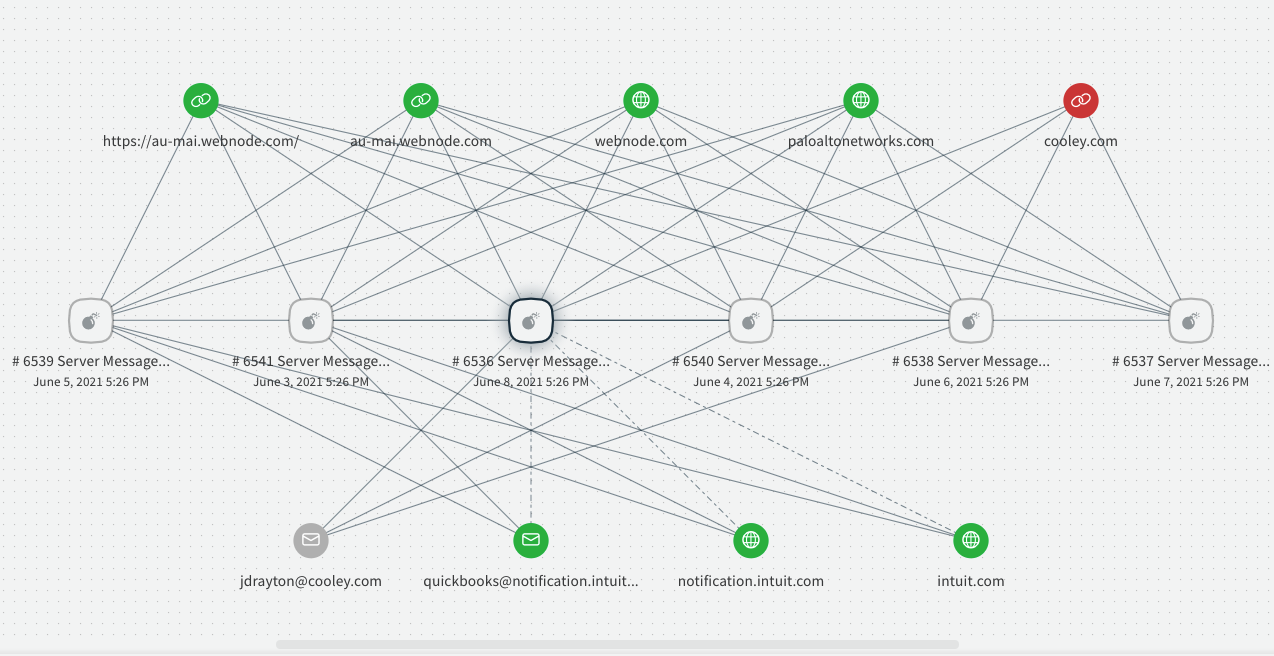 https://au-mai.webnode.com/
au-mai.webnode.com
webnode.com
paloaltonetworks.com
cooley.com
# 6539 Server Message...
June 5, 2021 5:26 PM
# 6541 Server Message...
June 3, 2021 5:26 PM
# 6536 Server Message...
June 8, 2021 5:26 PM
# 6540 Server Message...
June 4, 2021 5:26 PM
# 6538 Server Message...
June 6, 2021 5:26 PM
# 6537 Server Message...
June 7, 2021 5:26 PM
jdrayton@cooley.com
quickbooks@notification.intuit...
notification.intuit.com
intuit.com